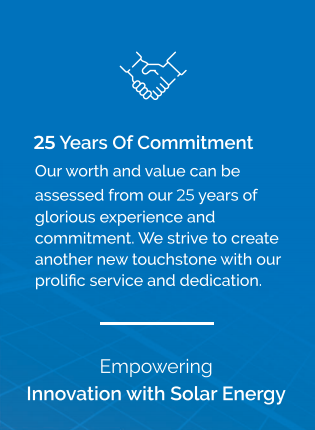 25 Years Of Commitment
Our worth and value can be
assessed from our 25 years of
glorious experience and
commitment. We strive to create
another new touchstone with our
prolific service and dedication.
Empowering
Innovation with Solar Energy